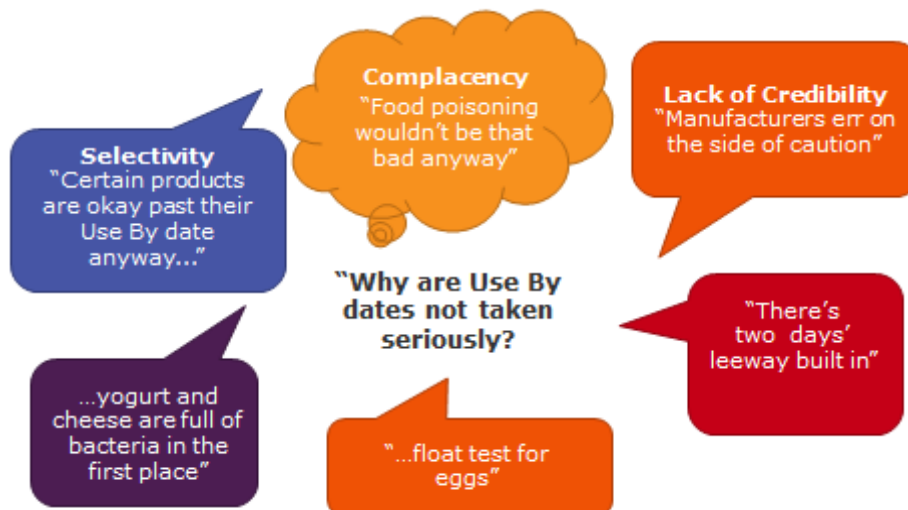 Complacency
“Food poisoning
wouldn’t be that
bad anyway”
Lack of Credibility
“Manufacturers err on
the side of caution”
Selectivity
“Certain products
are okay past their
Use By date
anyway...”
“Why are Use By
dates not taken
seriously?
“There’s
two days’
leeway built in”
...yogurt and
cheese are full of
bacteria in the
first place”
“...float test for
eggs”